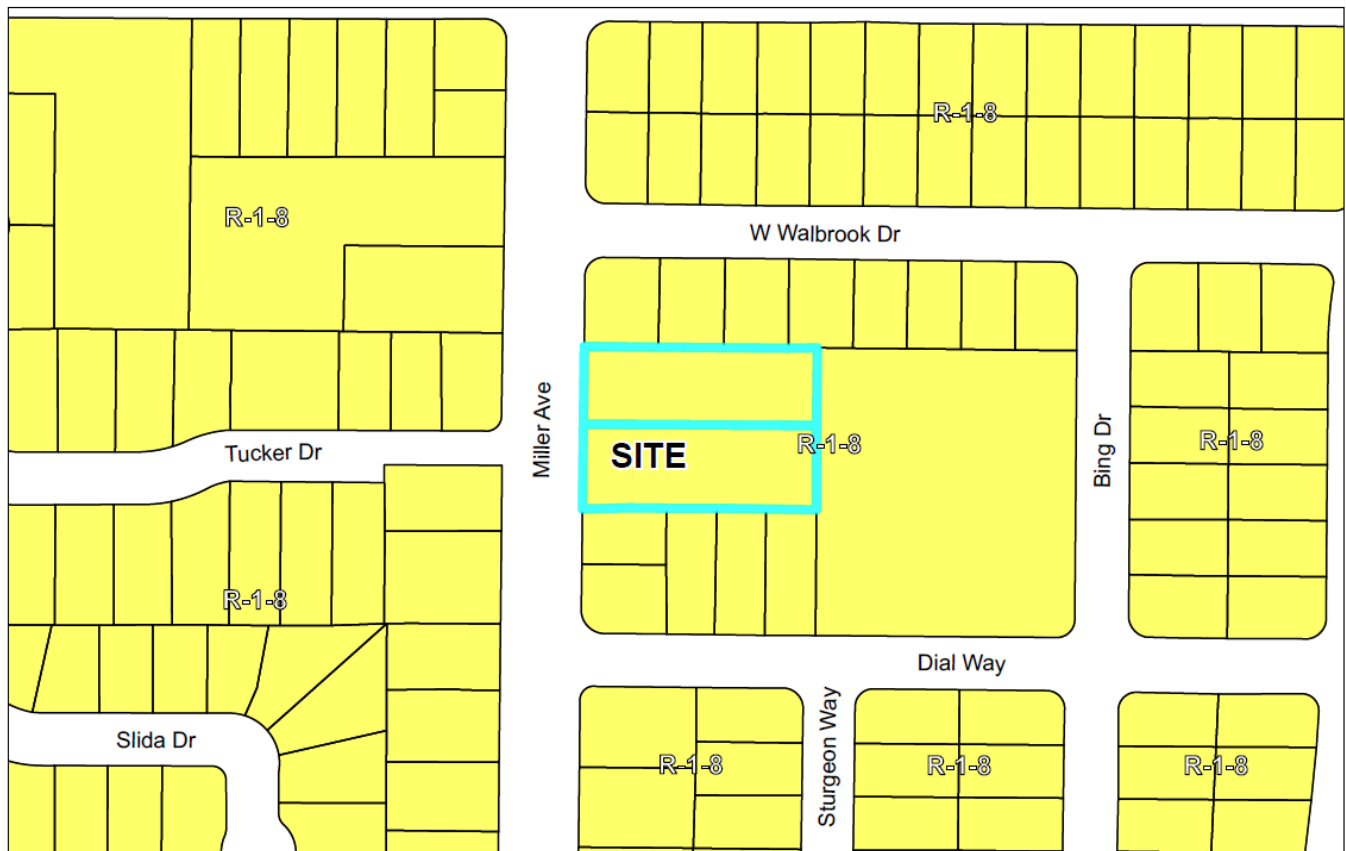 R-1-8
R-1-8
W Walbrook Dr
Miller Ave
SITE
R-1-8
Bing Dr
R-1-8
Tucker Dr
R-1-8
Dial Way
Slida Dr
R-1-8
Sturgeon Way
R-1-8
R-1-8